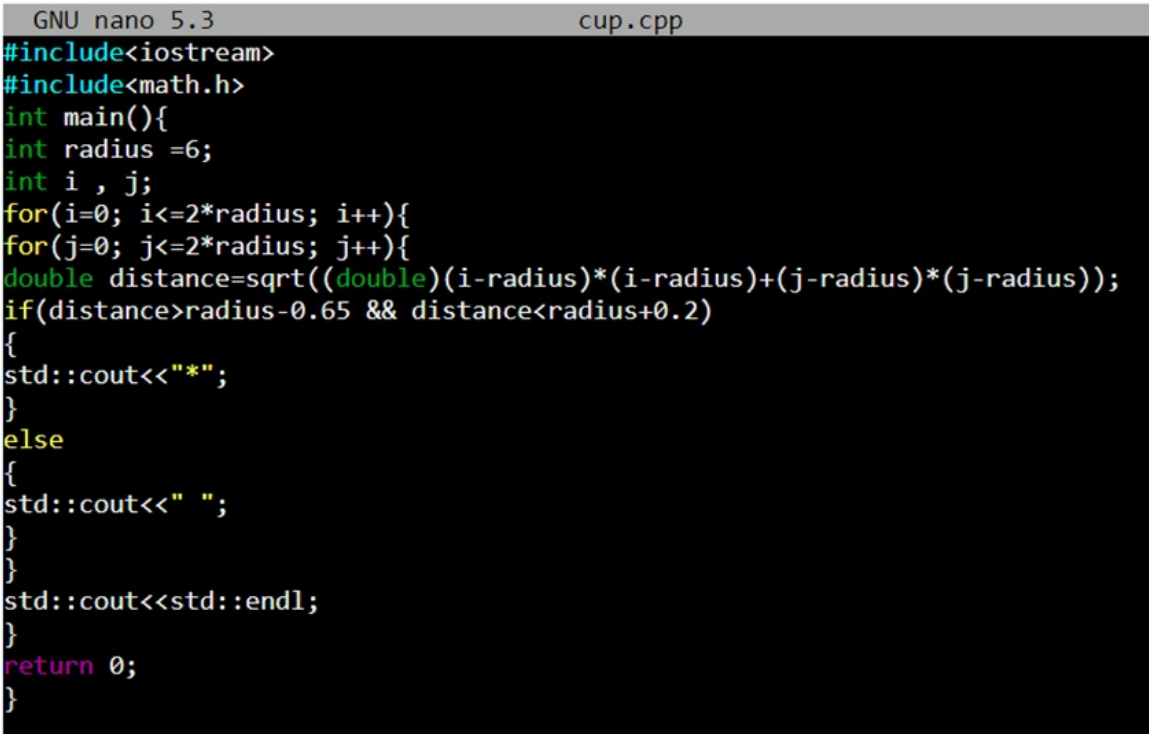 GNU nano 5.3 cup.cpp
#include<iostream>
#include<math.h>
int main(){
int radius =6;
int i , j;
for(i=0; i<=2*radius; i++){
for(j=0; j<=2*radius; j++){
double distance=sqrt((double)(i-radius)*(i-radius)+(j-radius)*(j-radius));
if(distance>radius-0.65 && distance<radius+0.2)
{
std::cout<<"*";
}
else
{
std::cout<<" ";
}
}
std::cout<<std::endl;
}
return 0;
}